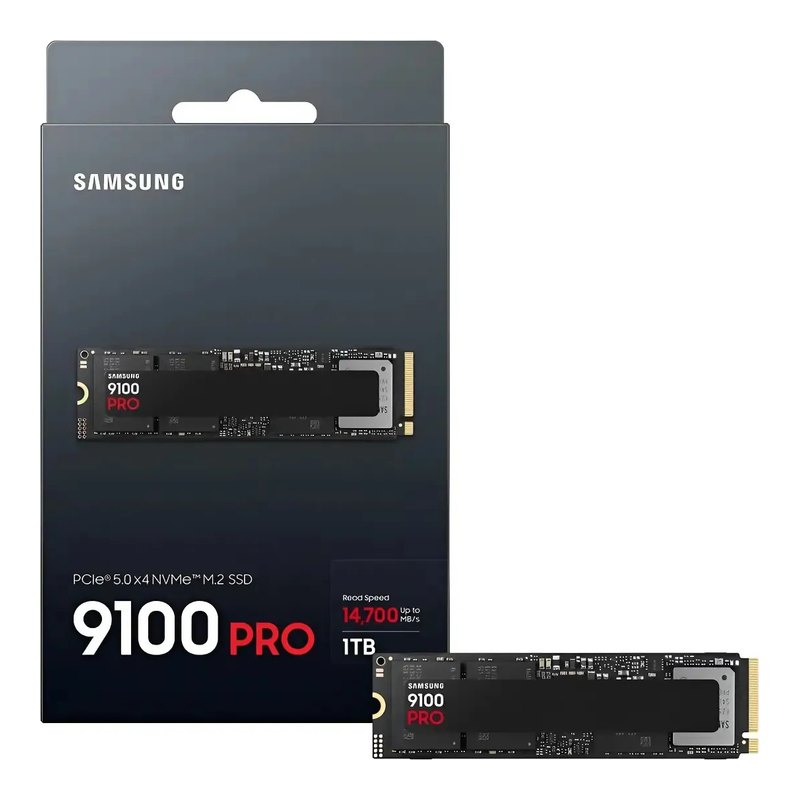 SAMSUNG
SAMSUNG
9100
PRO
PCIe® 5.0 x4 NVMe™ M.2 SSD
9100 PRO
Read Speed
14,700 Up to MB/s
1TB
SAMSUNG
9100
PRO